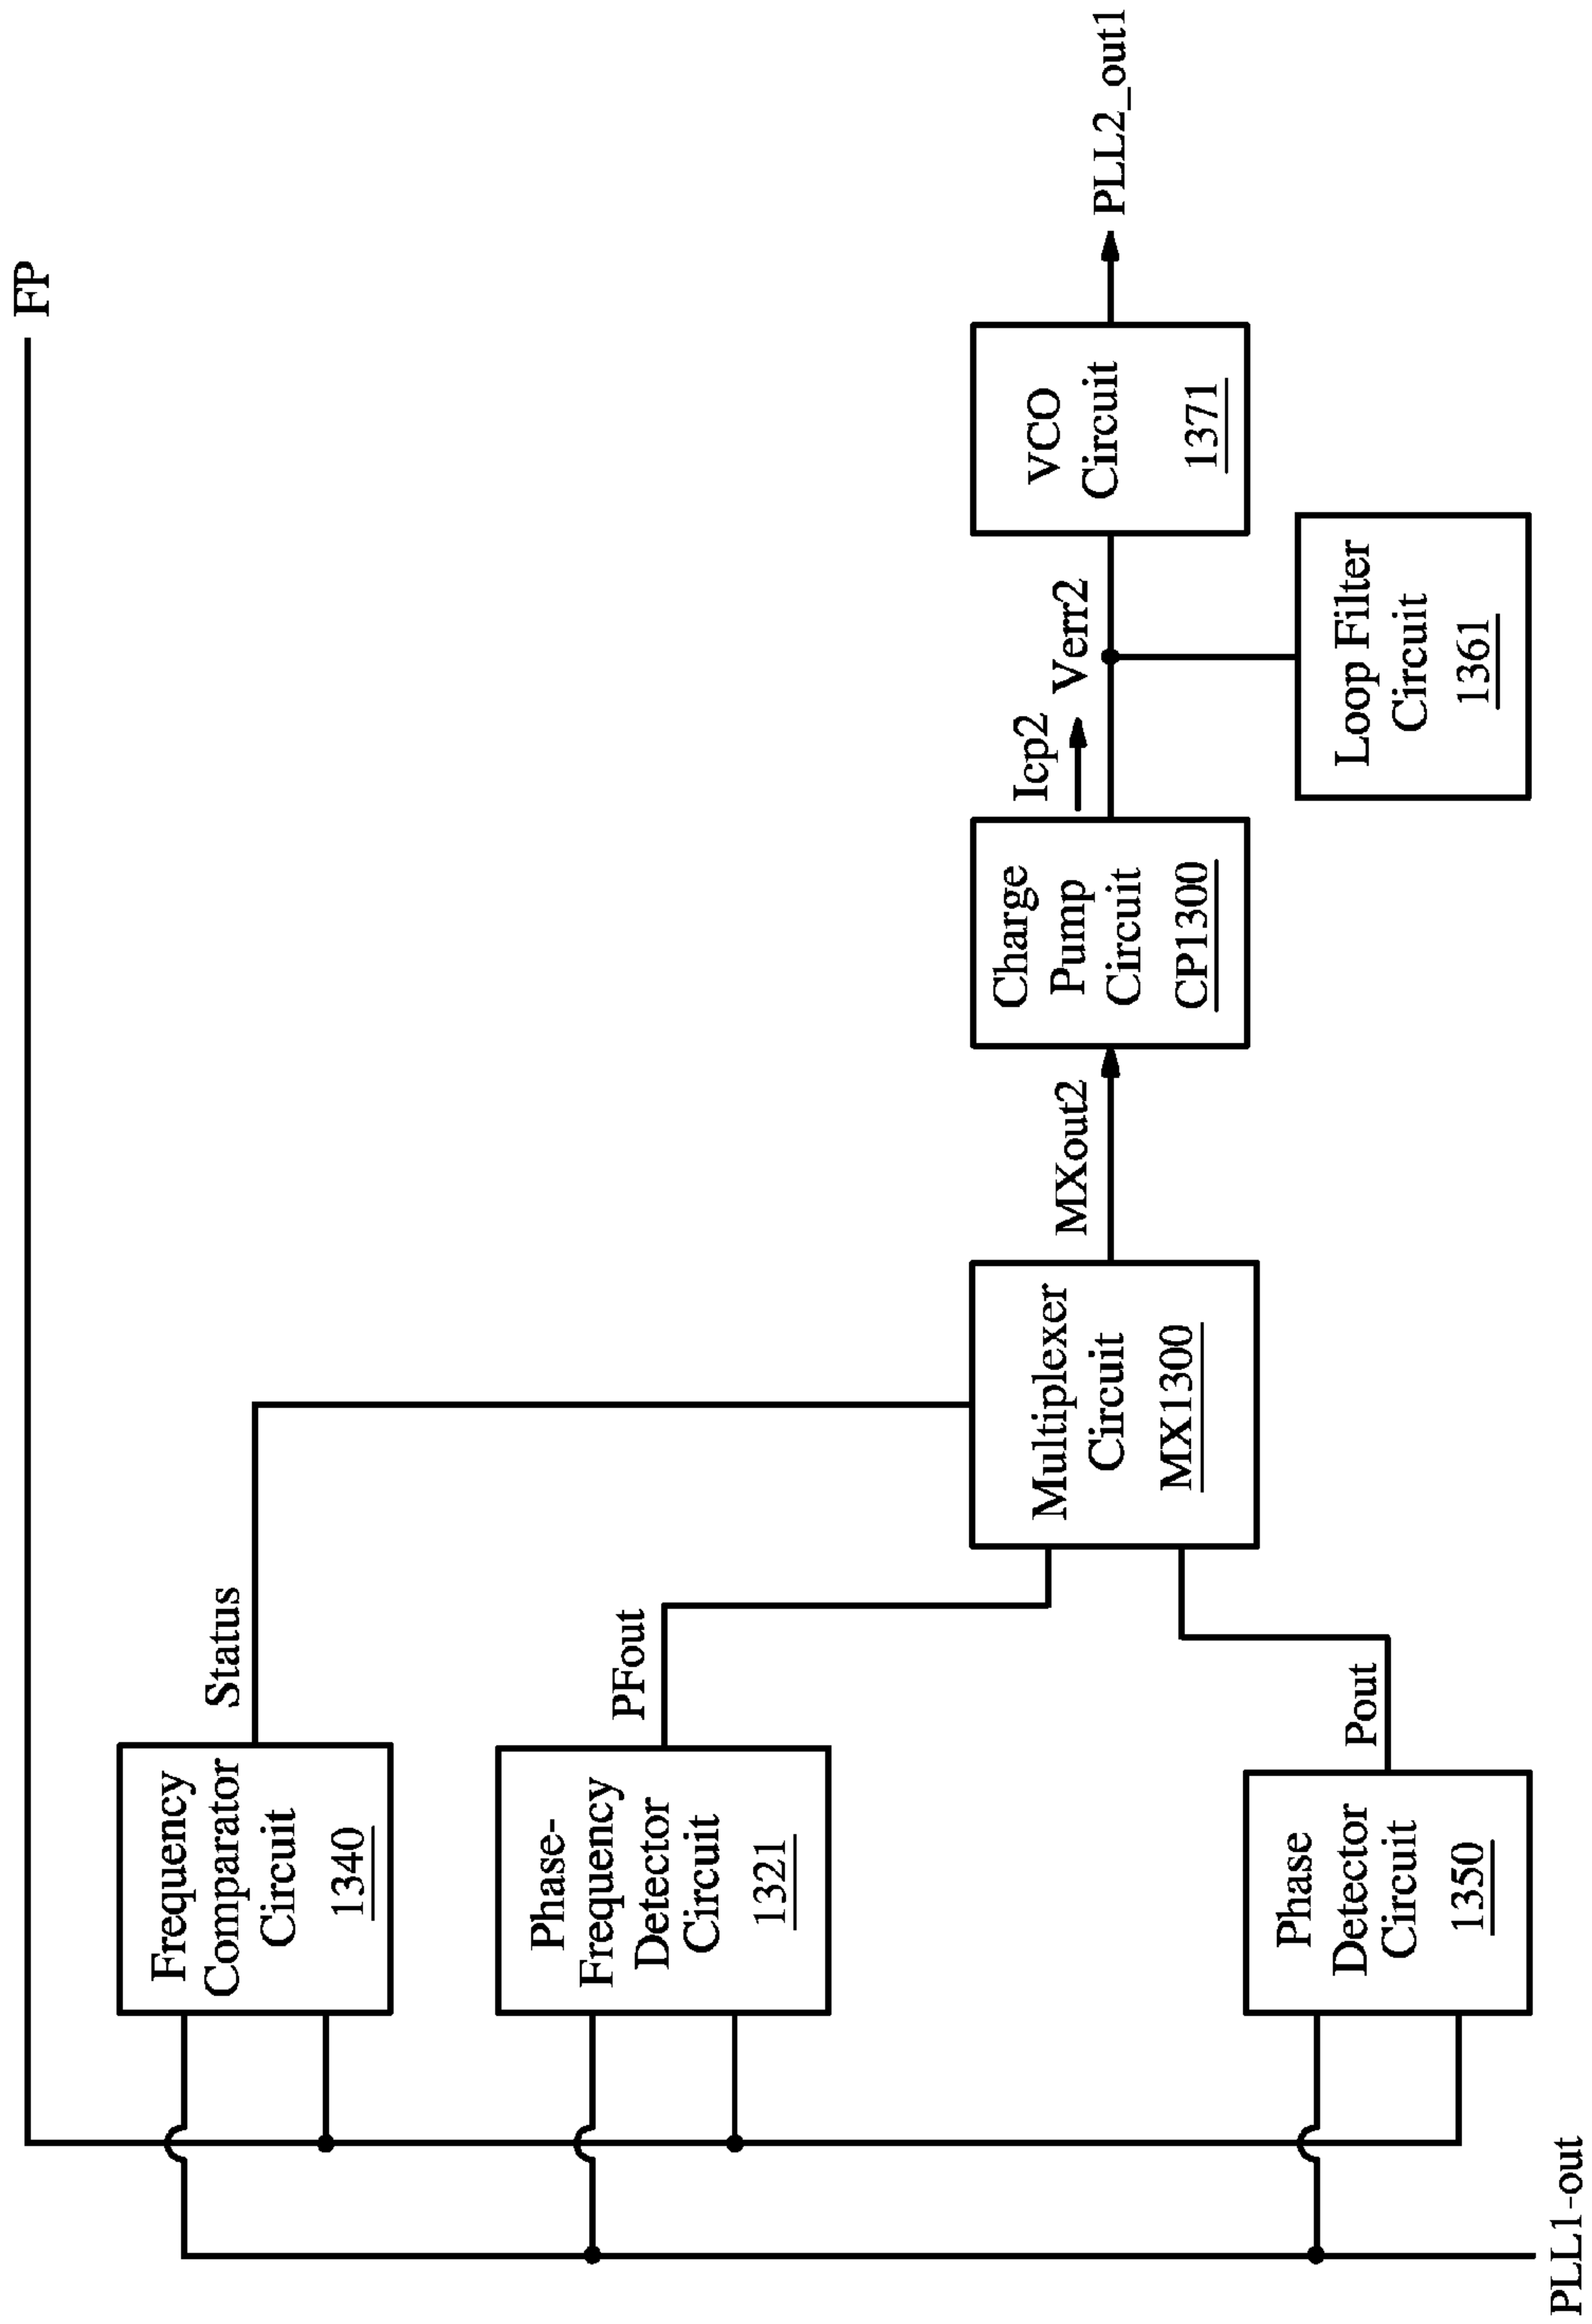 FP
Frequency
Comparator
Circuit
1340
Status
Phase-
Frequency
Detector
Circuit
1321
PFout
Phase
Detector
Circuit
1350
Pout
Multiplexer
Circuit
MX1300
MXout2
Charge
Pump
Circuit
CP1300
Icp2
Verr2
VCO
Circuit
1371
PLL2_out1
Loop Filter
Circuit
1361
PLL1-out